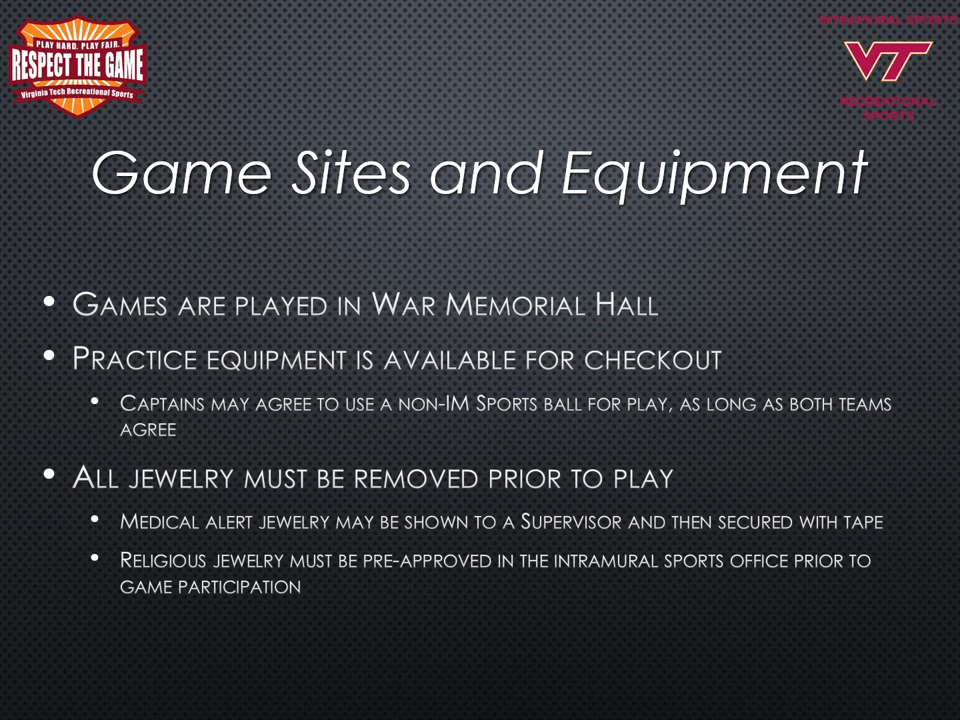 PLAY HARD. PLAY FAIR.
RESPECT THE GAME
Virginia Tech Recreational Sports
INTRAMURAL SPORTS
VT
RECREATIONAL
SPORTS
Game Sites and Equipment
• GAMES ARE PLAYED IN WAR MEMORIAL HALL
• PRACTICE EQUIPMENT IS AVAILABLE FOR CHECKOUT
• CAPTAINS MAY AGREE TO USE A NON-IM SPORTS BALL FOR PLAY, AS LONG AS BOTH TEAMS
AGREE
• ALL JEWELRY MUST BE REMOVED PRIOR TO PLAY
• MEDICAL ALERT JEWELRY MAY BE SHOWN TO A SUPERVISOR AND THEN SECURED WITH TAPE
• RELIGIOUS JEWELRY MUST BE PRE-APPROVED IN THE INTRAMURAL SPORTS OFFICE PRIOR TO
GAME PARTICIPATION